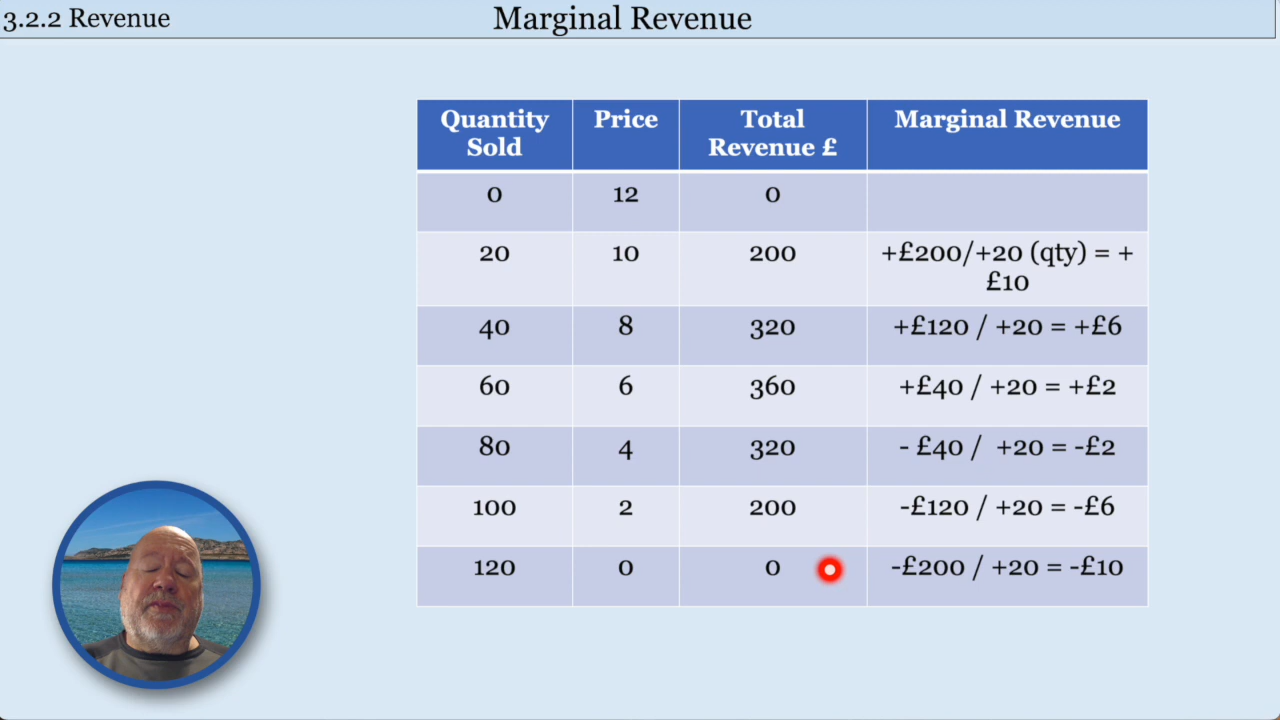 3.2.2 Revenue
Marginal Revenue
Quantity Sold Price Total Revenue £ Marginal Revenue
0 12 0
20 10 200 +£200/+20 (qty) = +
£10
40 8 320 +£120 / +20 = +£6
60 6 360 +£40 / +20 = +£2
80 4 320 - £40 / +20 = -£2
100 2 200 -£120 / +20 = -£6
120 0 0 -£200 / +20 = -£10